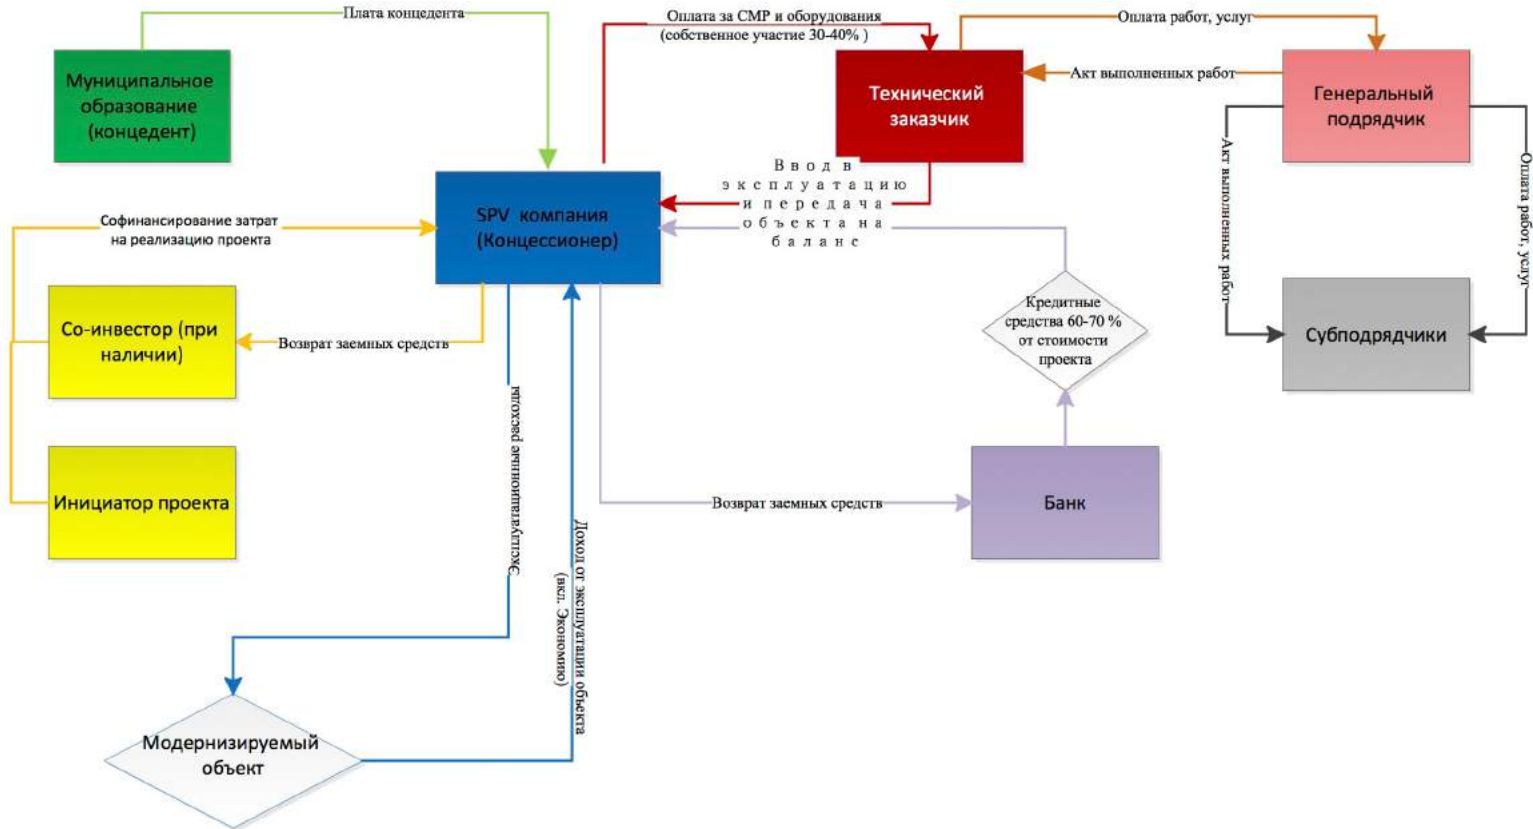 Плата концедента
Оплата за СМР и оборудования
(собственное участие 30-40% )
Оплата работ, услуг
Муниципальное
образование
(концедент)
Технический
заказчик
Акт выполненных работ
Генеральный
подрядчик
Ввод в
эксплуатацию
и передача
объекта на
баланс
Акт выполненных работ
Оплата работ, услуг
SPV компания
(Концессионер)
Софинансирование затрат
на реализацию проекта
Со-инвестор (при
наличии)
Возврат заемных средств
Кредитные
средства 60-70 %
от стоимости
проекта
Субподрядчики
Эксплуатационные расходы
Инициатор проекта
Возврат заемных средств
Банк
Доход от эксплуатации объекта
(вкл. Экономию)
Модернизируемый
объект